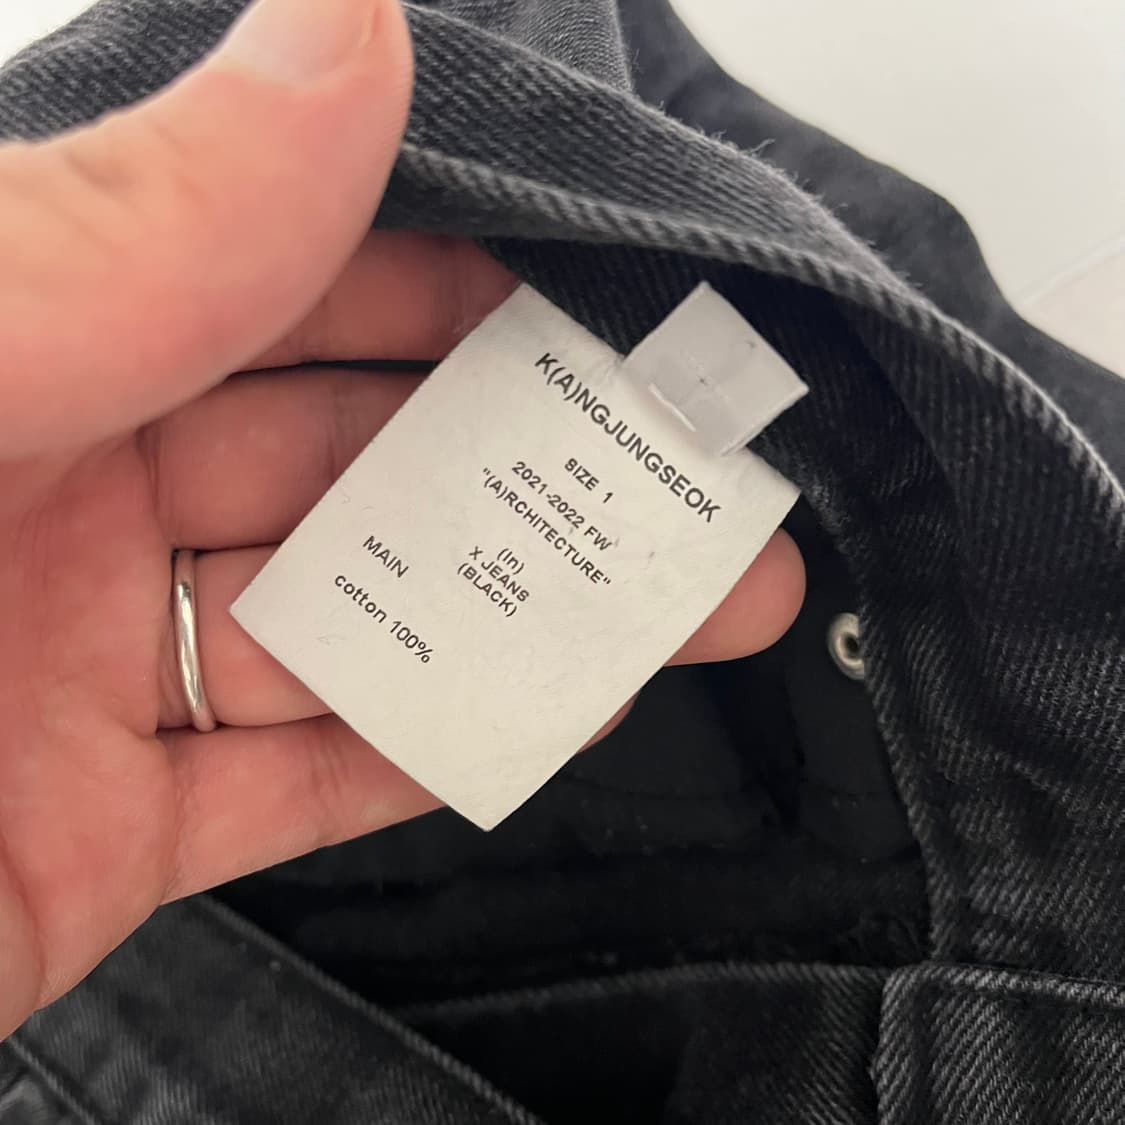 K(A)NGJUNGSEOK
SIZE 1
2021-2022 FW
"(A)RCHITECTURE"
(In)
X JEANS
(BLACK)
MAIN
cotton 100%